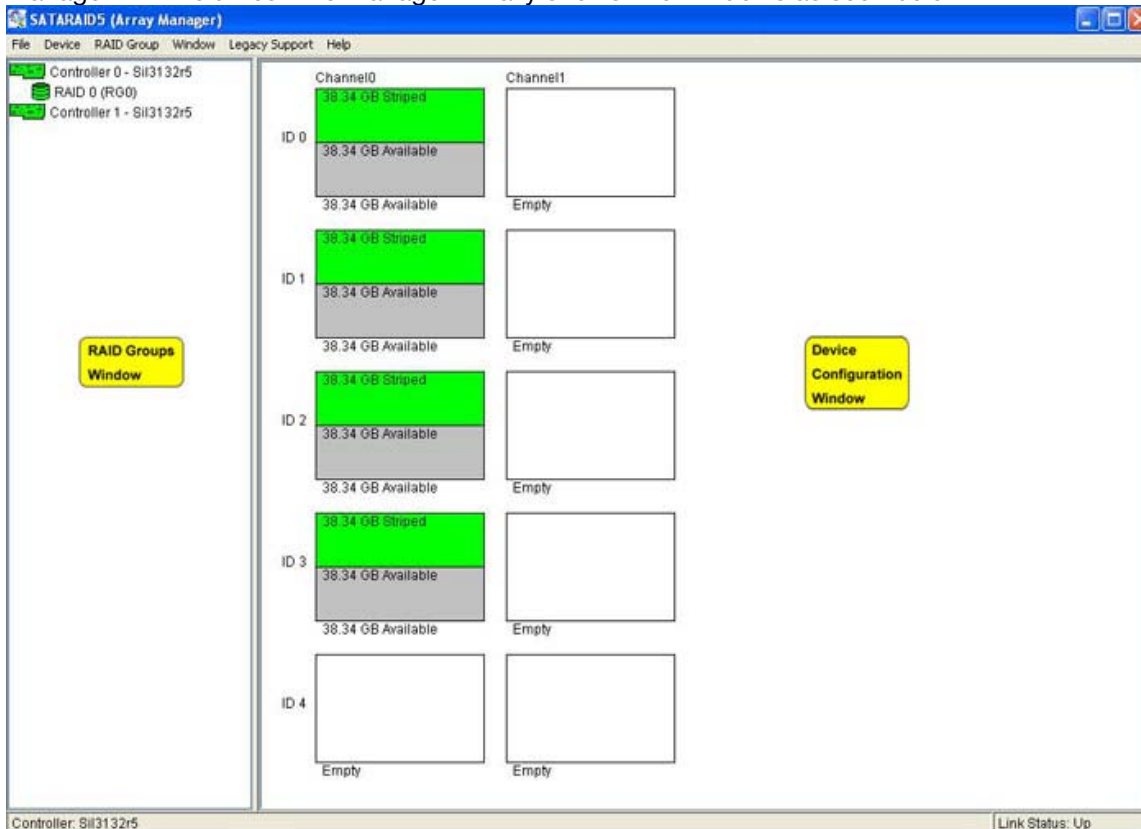 SATARAID5 (Array Manager)
File Device RAID Group Window Legacy Support Help
Controller 0 - SiI3132r5
RAID 0 (RG0)
Controller 1 - SiI3132r5
Channel0 Channel1
ID 0
38.34 GB Striped
38.34 GB Available
38.34 GB Available Empty
ID 1
38.34 GB Striped
38.34 GB Available
38.34 GB Available Empty
RAID Groups
Window
Device
Configuration
Window
ID 2
38.34 GB Striped
38.34 GB Available
38.34 GB Available Empty
ID 3
38.34 GB Striped
38.34 GB Available
38.34 GB Available Empty
ID 4
Empty Empty
Controller: SiI3132r5 Link Status: Up